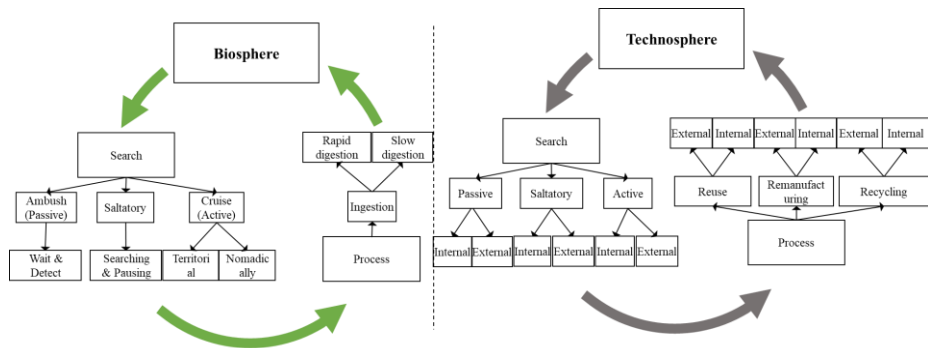 Biosphere
Search
Ambush
(Passive)
Saltatory
Cruise
(Active)
Wait &
Detect
Searching
& Pausing
Territori
al
Nomadic
ally
Rapid
digestion
Slow
digestion
Ingestion
Process
Technosphere
Search
Passive
Saltatory
Active
Internal
External
Internal
External
Internal
External
External
Internal
External
Internal
External
Internal
Reuse
Remanufact
uring
Recycling
Process